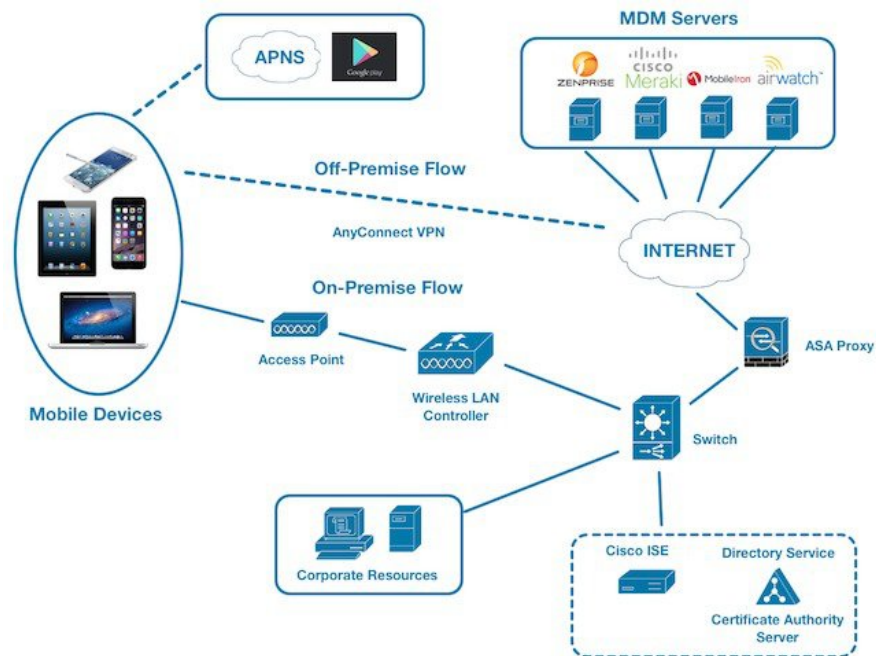 MDM Servers
APNS
Google play
ZENPRISE
CISCO
Meraki
MobileIron
airwatch
Off-Premise Flow
AnyConnect VPN
INTERNET
On-Premise Flow
Access Point
ASA Proxy
Wireless LAN
Controller
Mobile Devices
Switch
Corporate Resources
Cisco ISE
Directory Service
Certificate Authority
Server